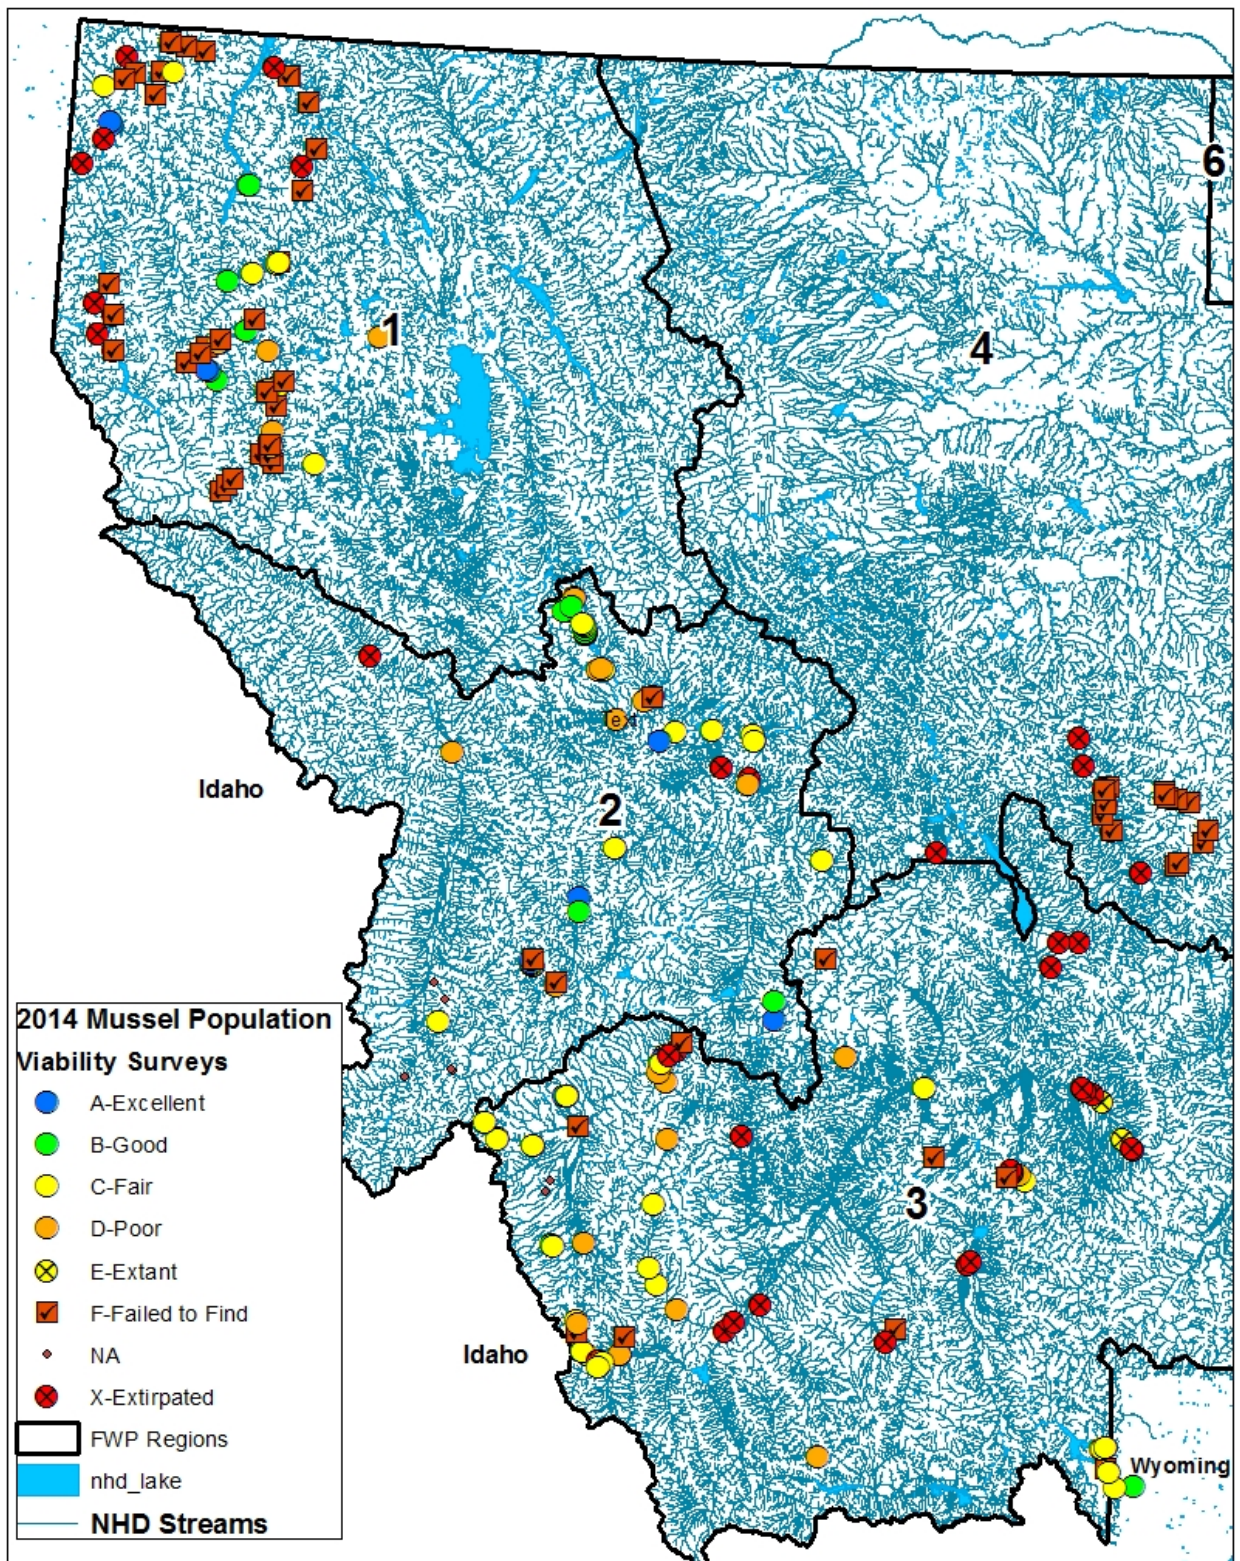 6
1
4
Text
Idaho
2
2014 Mussel Population
Viability Surveys
A-Excellent
B-Good
C-Fair
D-Poor
E-Extant
F-Failed to Find
NA
X-Extirpated
FWP Regions
nhd_lake
NHD Streams
3
Idaho
Wyoming